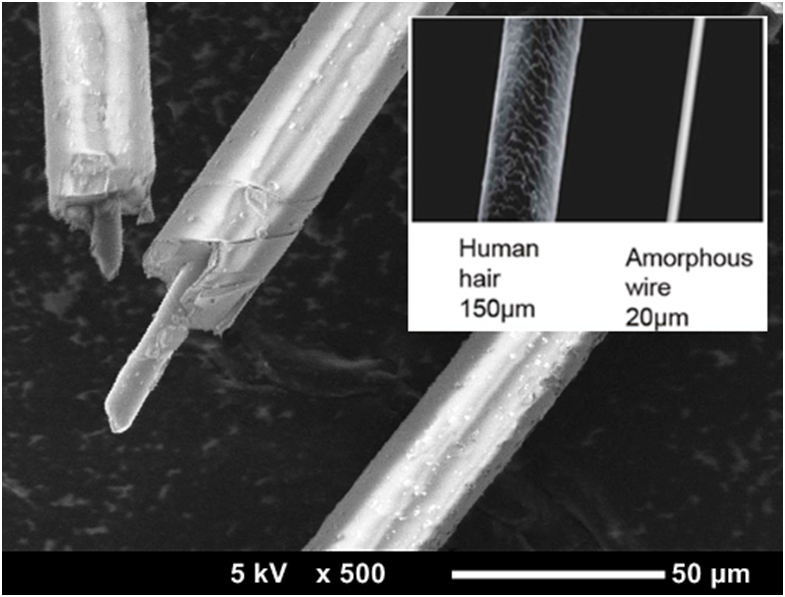 Human
hair
150µm
Amorphous
wire
20µm
5 kV x 500 50 µm